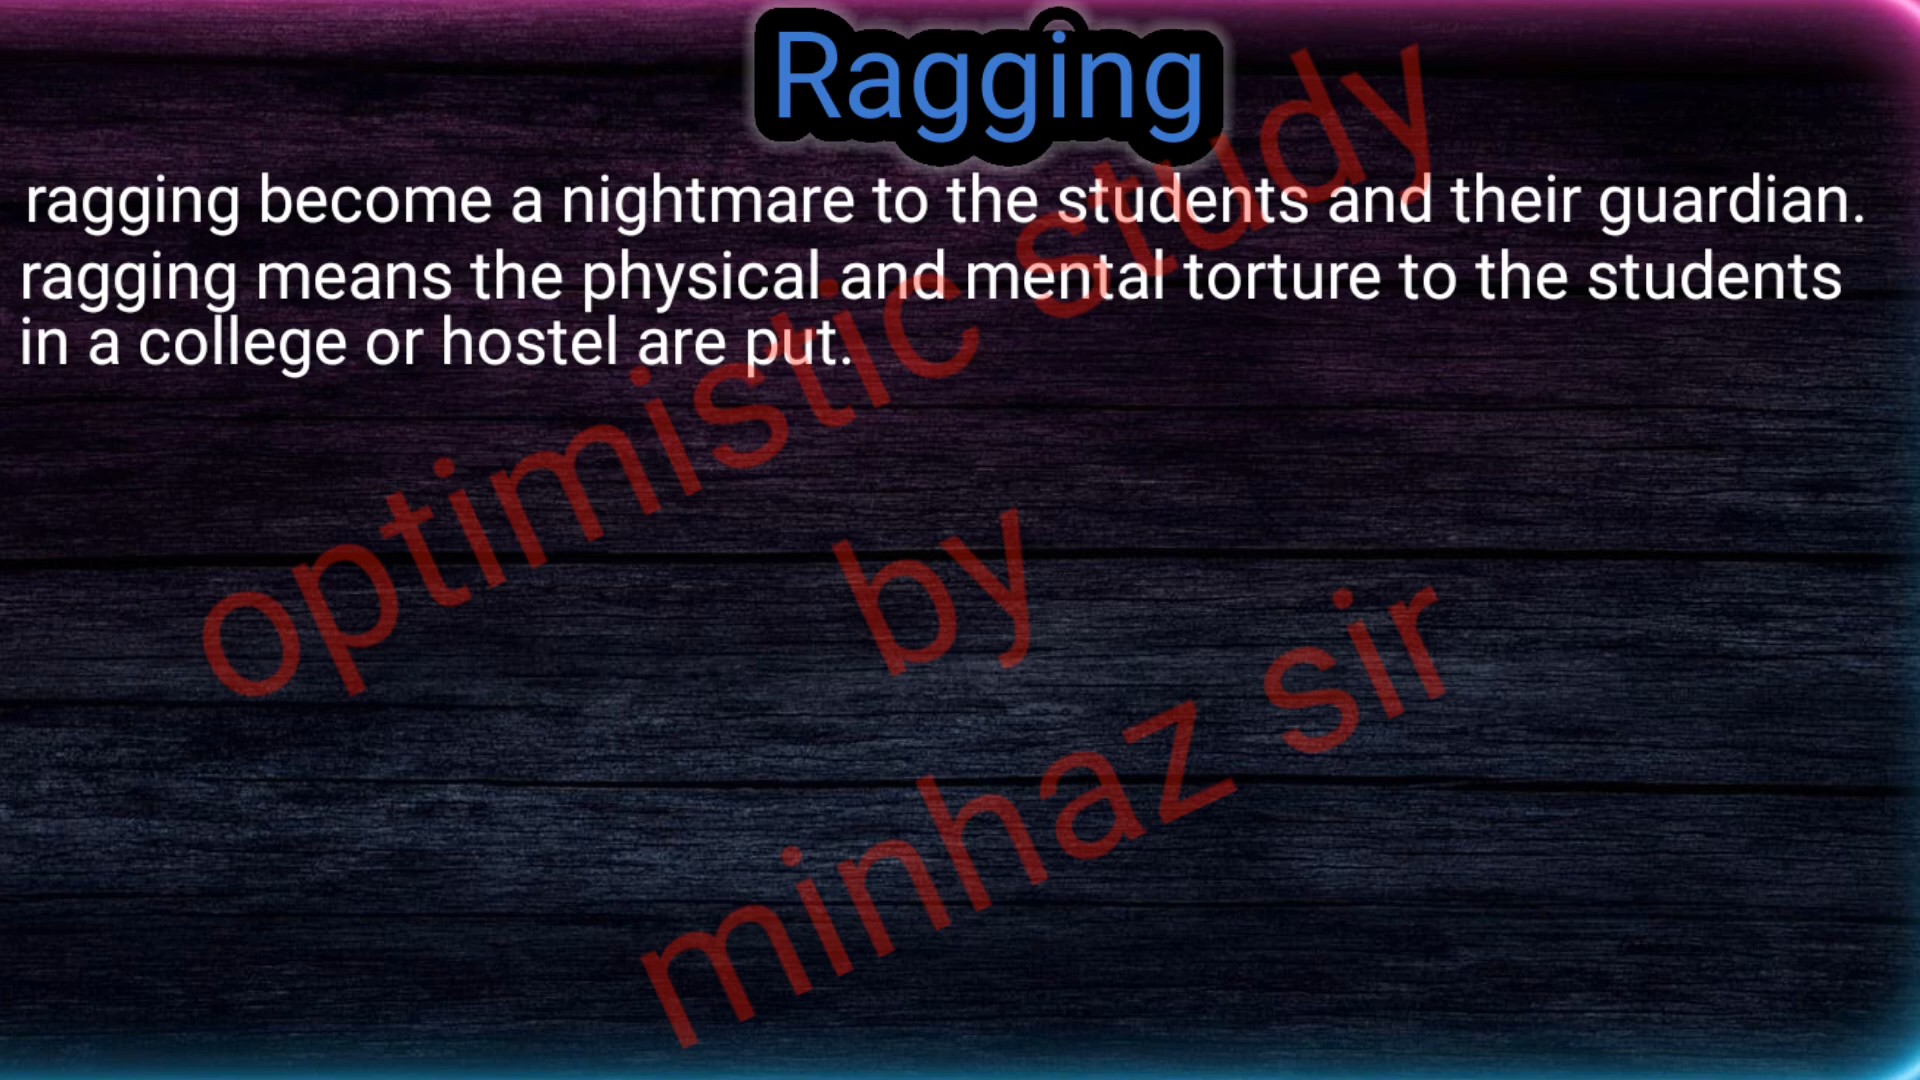 Ragging
ragging become a nightmare to the students and their guardian.
ragging means the physical and mental torture to the students
in a college or hostel are put.
optimistic study
by
minhaz sir